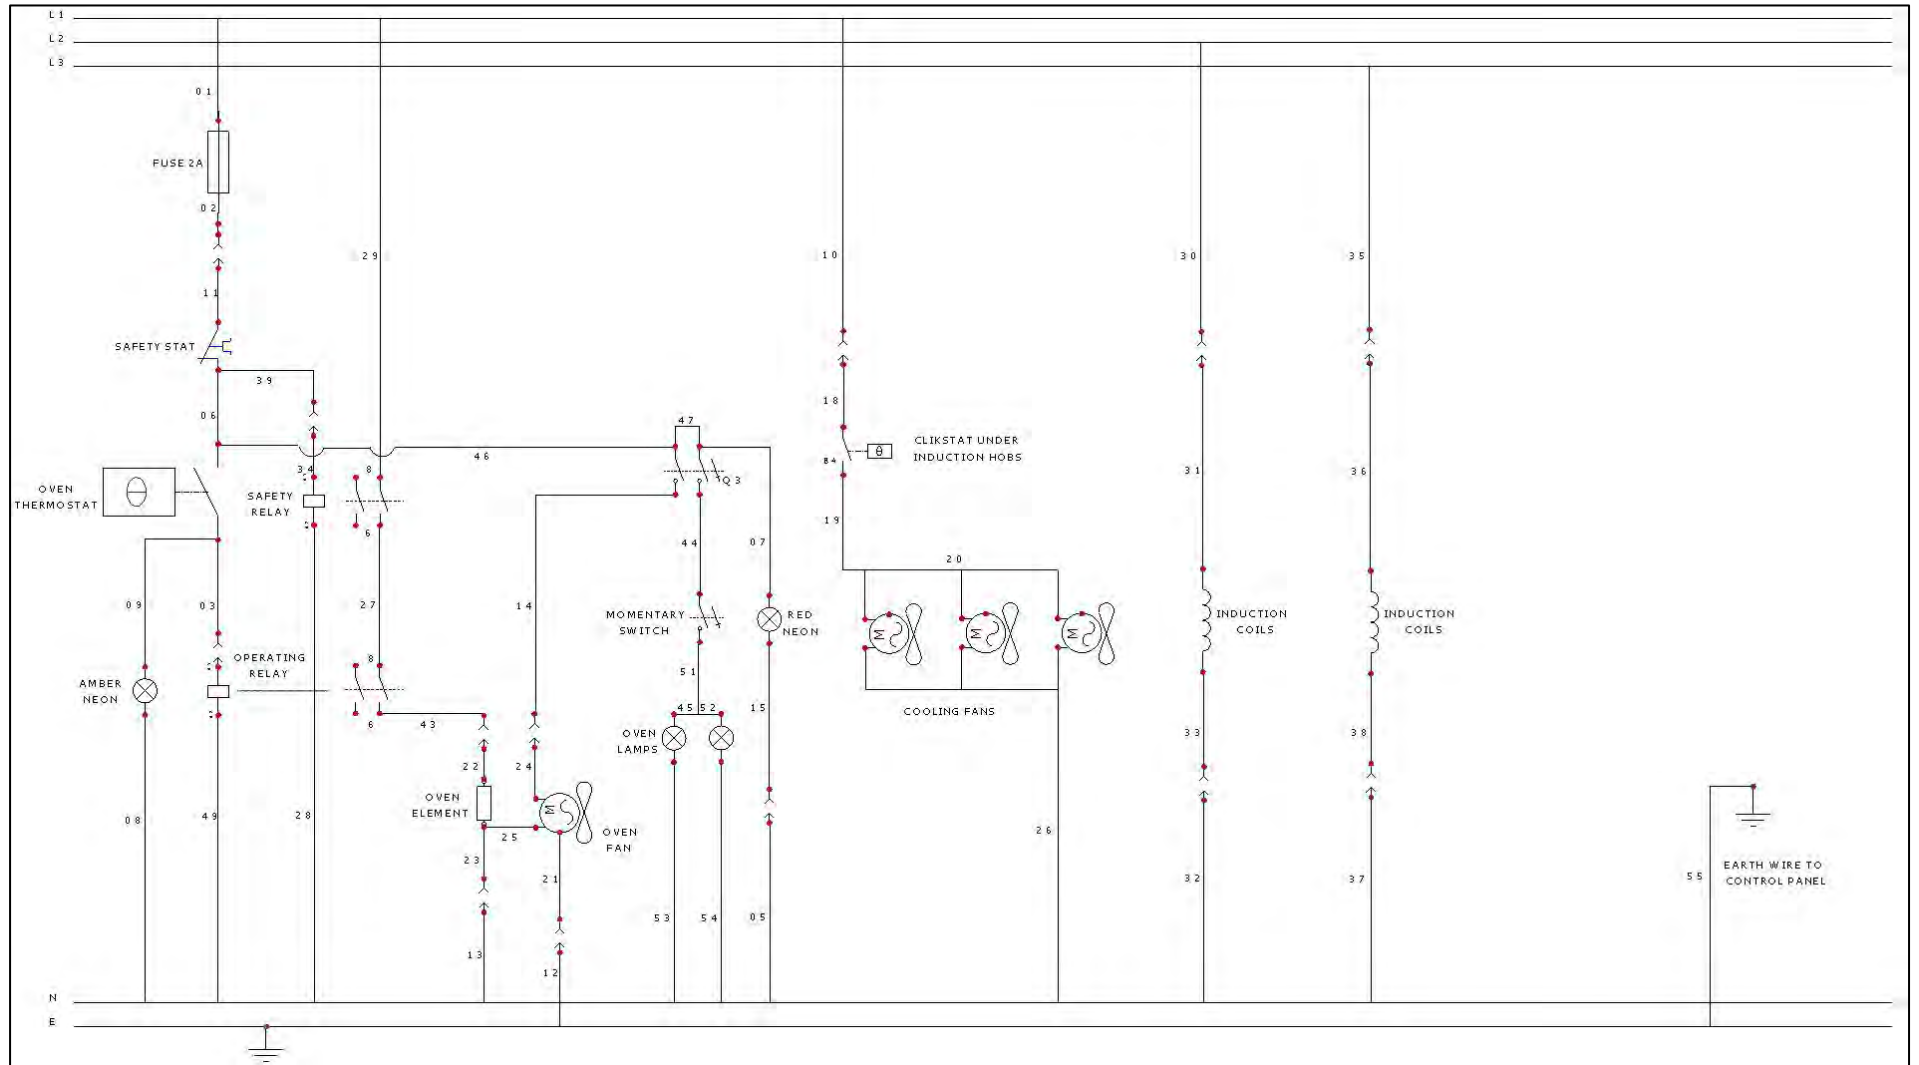 L1
L2
L3
01
FUSE 2A
02
29
10
30
35
11
SAFETY STAT
39
18
06
47
CLIKSTAT UNDER
INDUCTION HOBS
46
34
8
B4
θ
31
36
Q3
OVEN
THERMOSTAT
SAFETY
RELAY
6
19
44
07
20
09
03
27
14
MOMENTARY
SWITCH
RED
NEON
M
M
M
INDUCTION
COILS
INDUCTION
COILS
OPERATING
RELAY
8
51
AMBER
NEON
6
43
45
52
15
COOLING FANS
OVEN
LAMPS
33
38
22
24
OVEN
ELEMENT
M
08
49
28
25
OVEN
FAN
26
23
21
32
37
55
EARTH WIRE TO
CONTROL PANEL
53
54
05
13
12
N
E